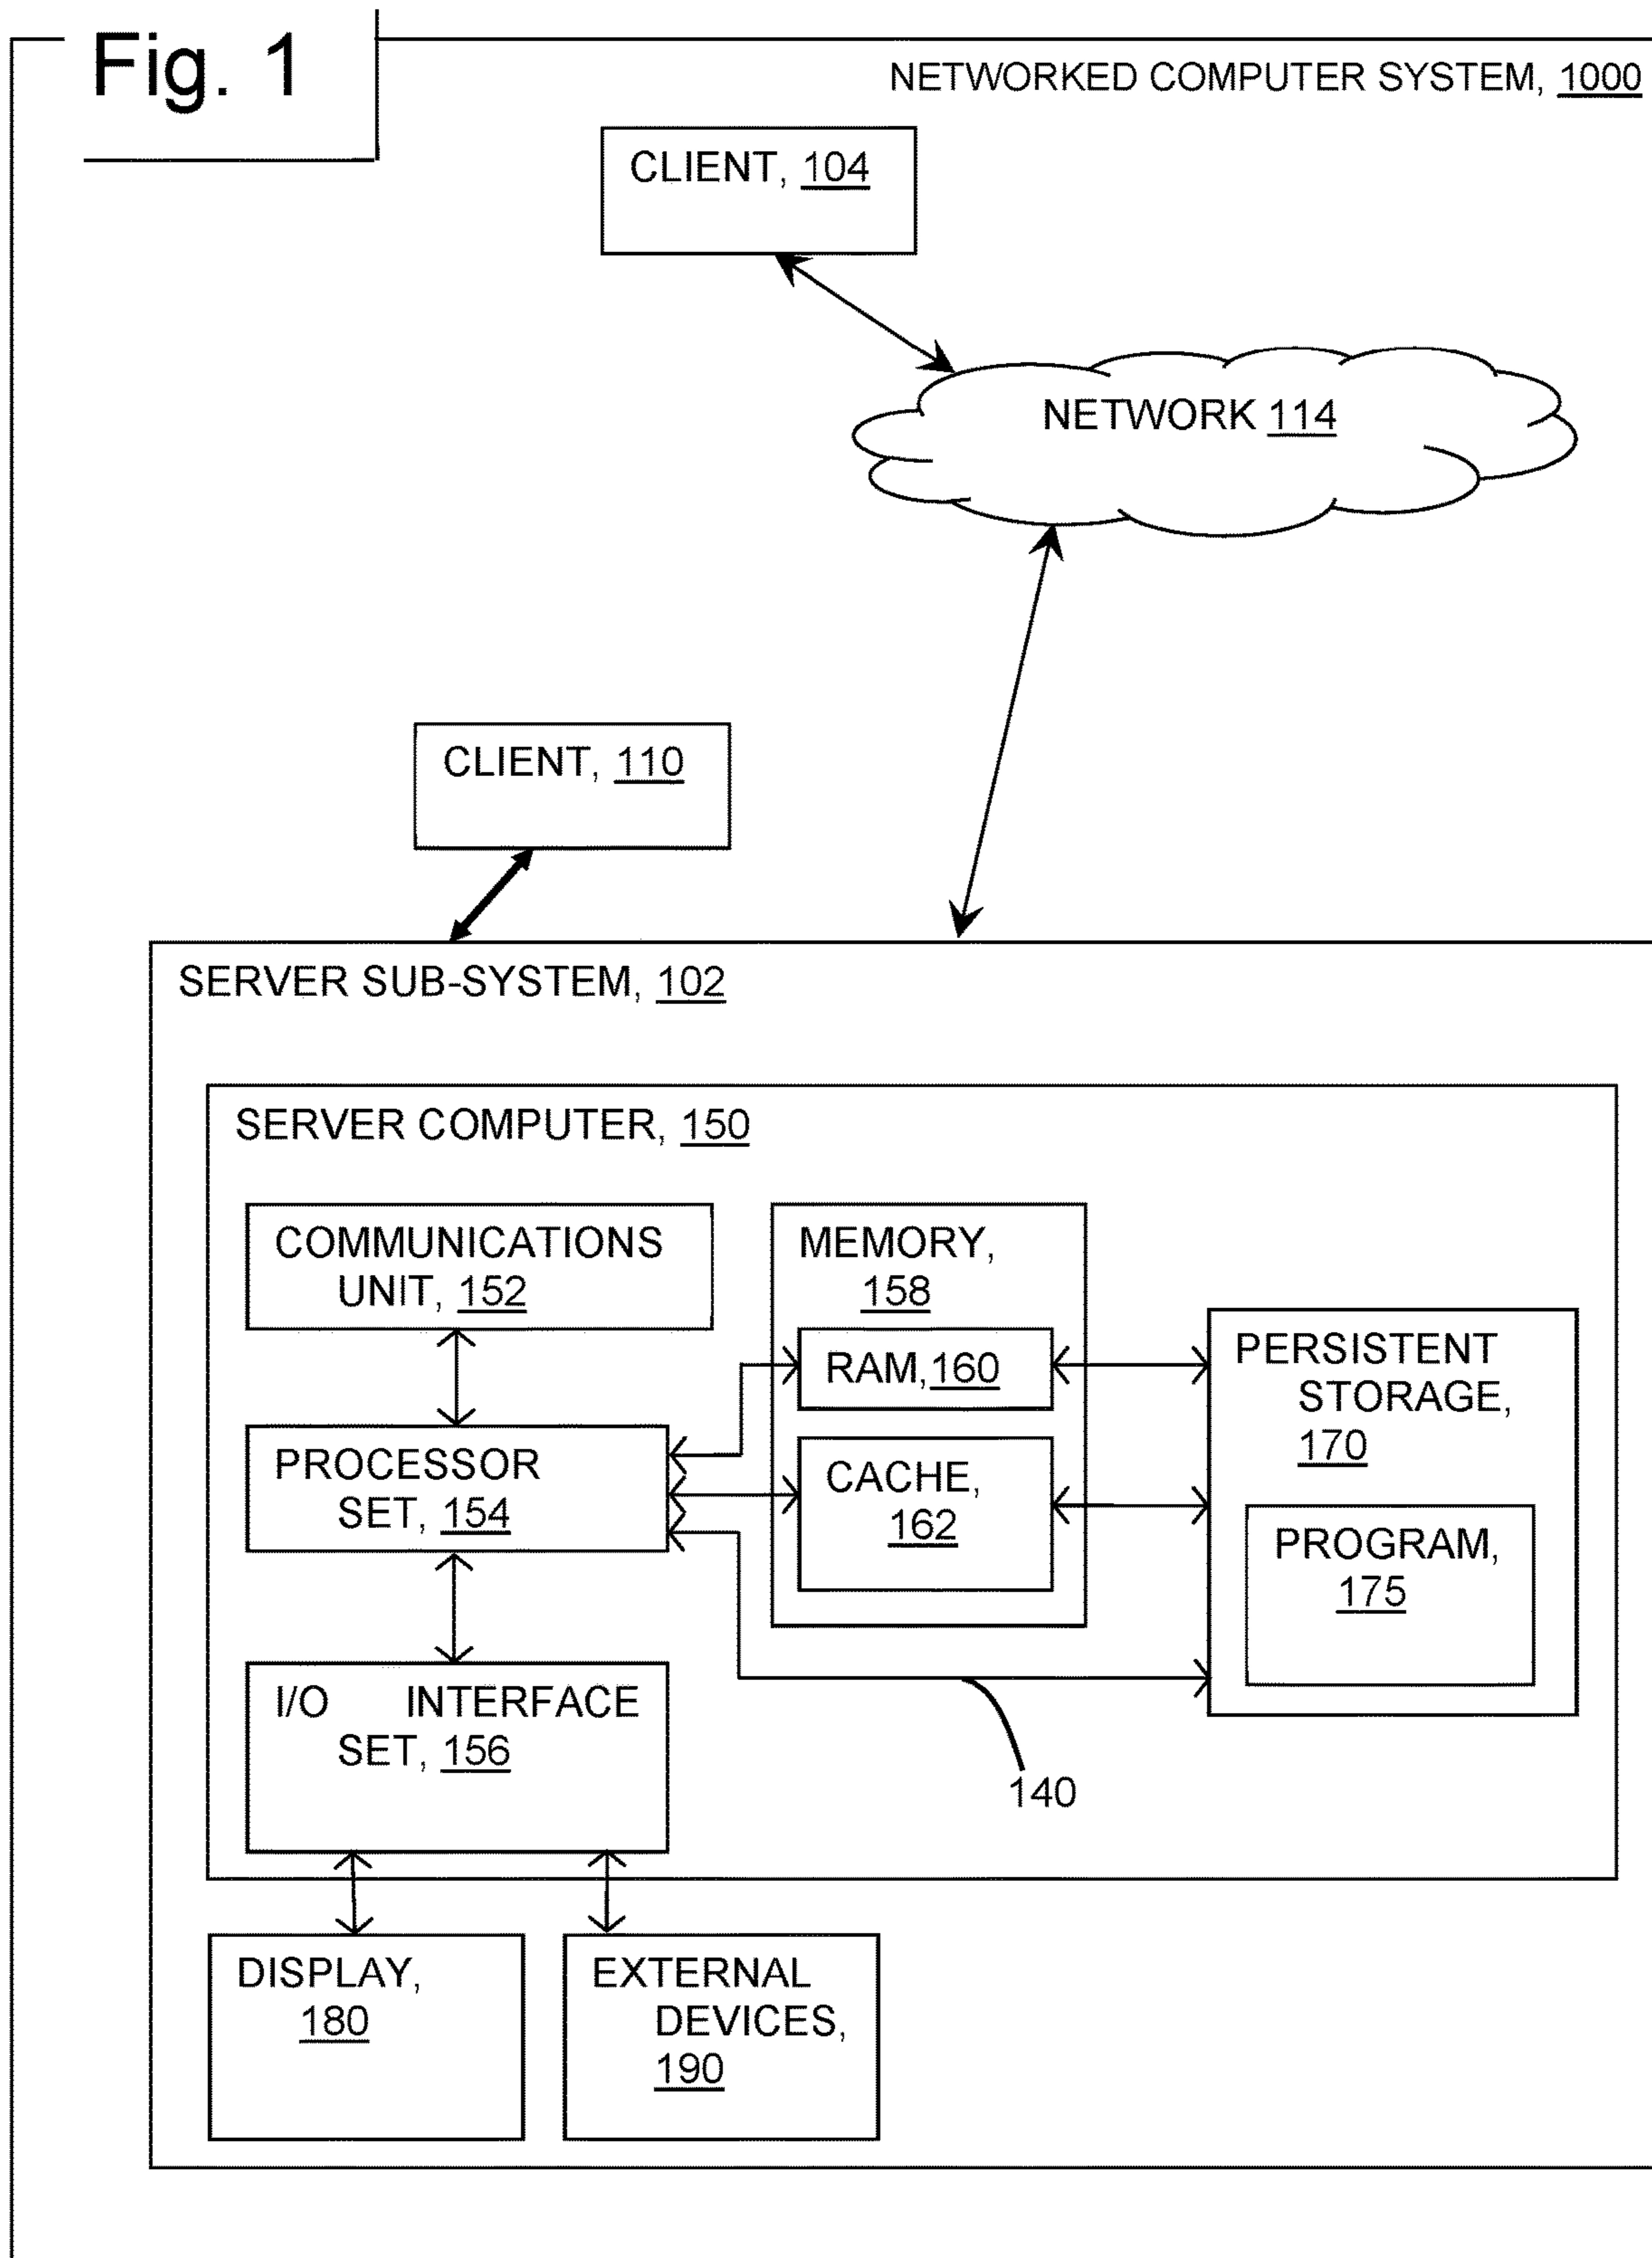 Fig. 1
NETWORKED COMPUTER SYSTEM, 1000
CLIENT, 104
NETWORK 114
CLIENT, 110
SERVER SUB-SYSTEM, 102
SERVER COMPUTER, 150
COMMUNICATIONS
UNIT, 152
MEMORY,
158
RAM, 160
PERSISTENT
STORAGE,
170
PROCESSOR
SET, 154
CACHE,
162
PROGRAM,
175
I/O INTERFACE
SET, 156
140
DISPLAY,
180
EXTERNAL
DEVICES,
190